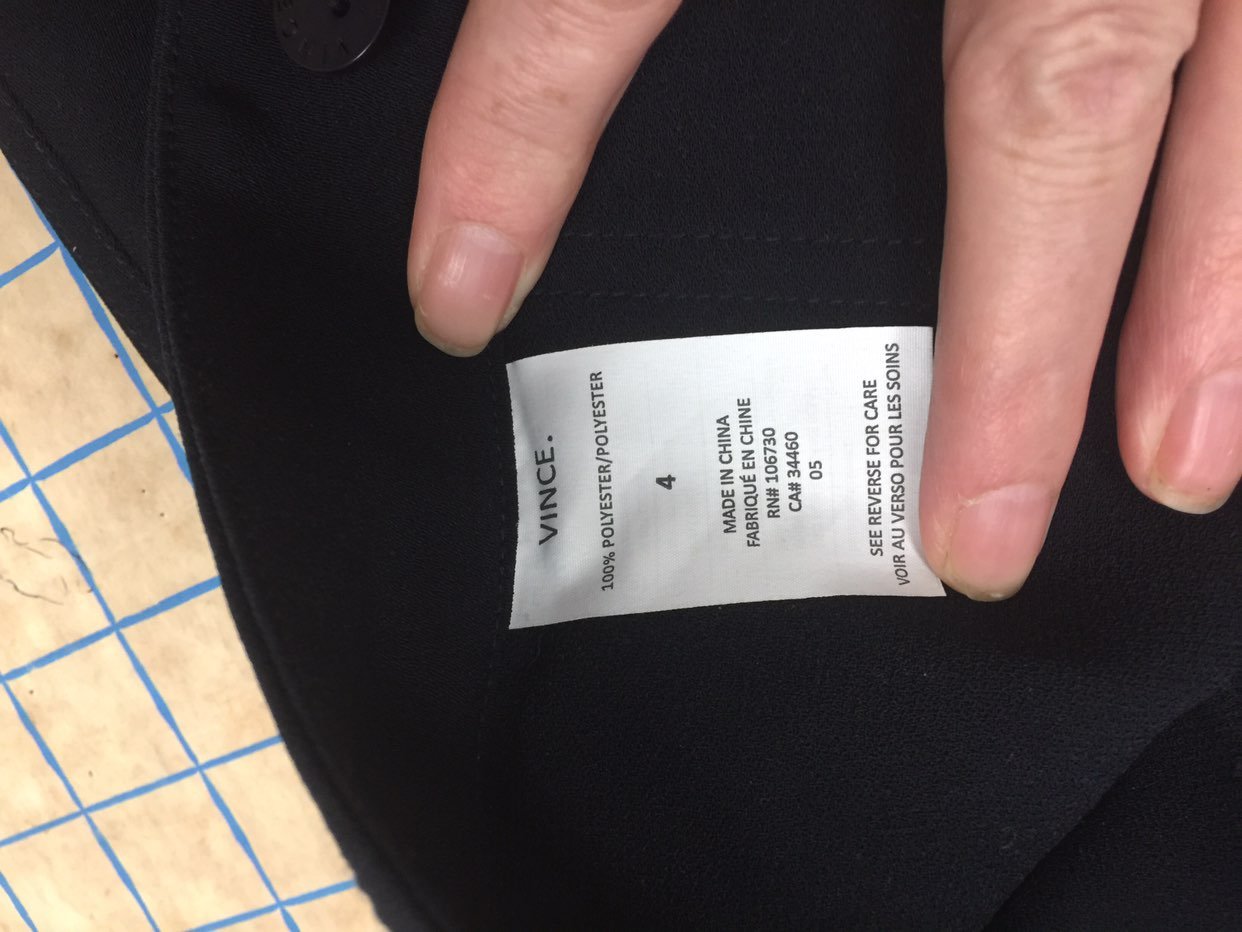 VINCE.
100% POLYESTER/POLYESTER
4
MADE IN CHINA
FABRIQUÉ EN CHINE
RN# 106730
CA# 34460
05
SEE REVERSE FOR CARE
VOIR AU VERSO POUR LES SOINS